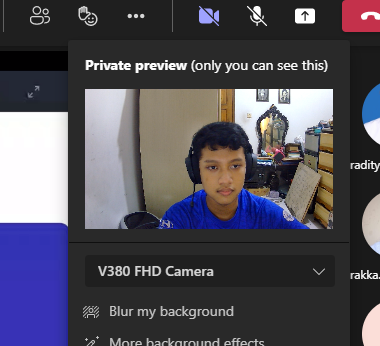 Private preview (only you can see this)
radity
rakka.
V380 FHD Camera
Blur my background
More background effects